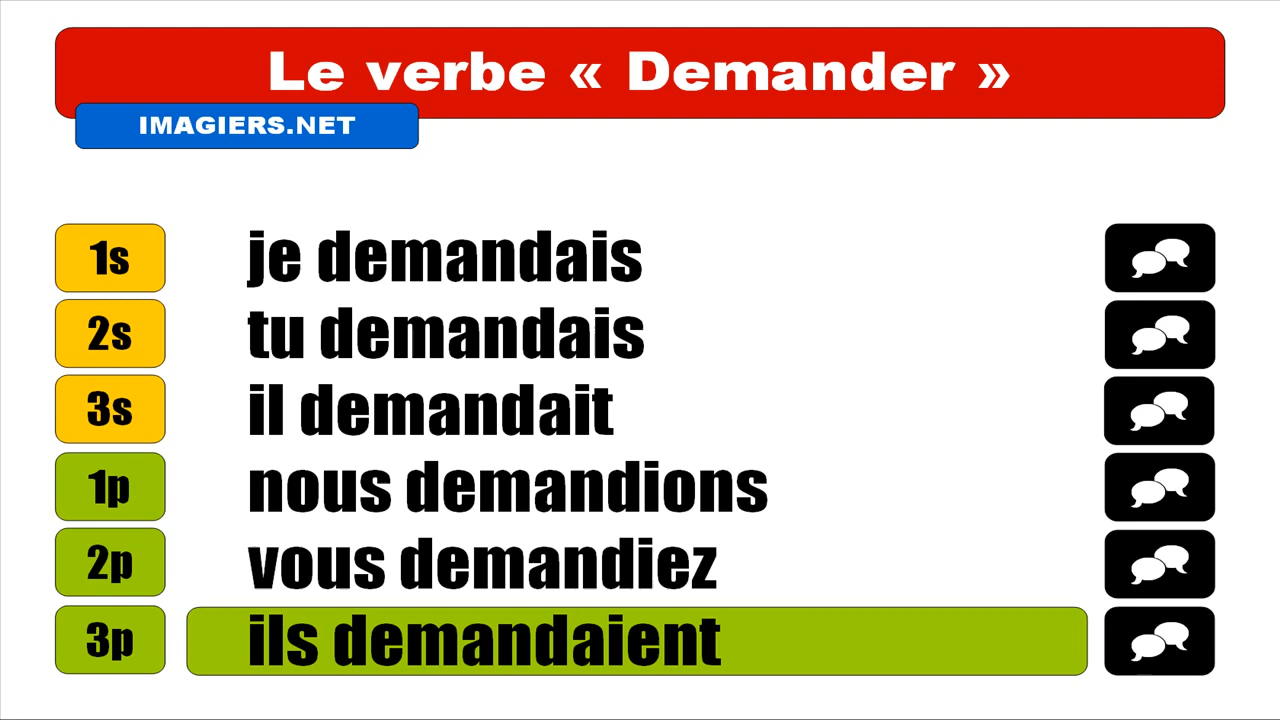 Le verbe « Demander »
IMAGIERS.NET
1s je demandais
2s tu demandais
3s il demandait
1p nous demandions
2p vous demandiez
3p ils demandaient